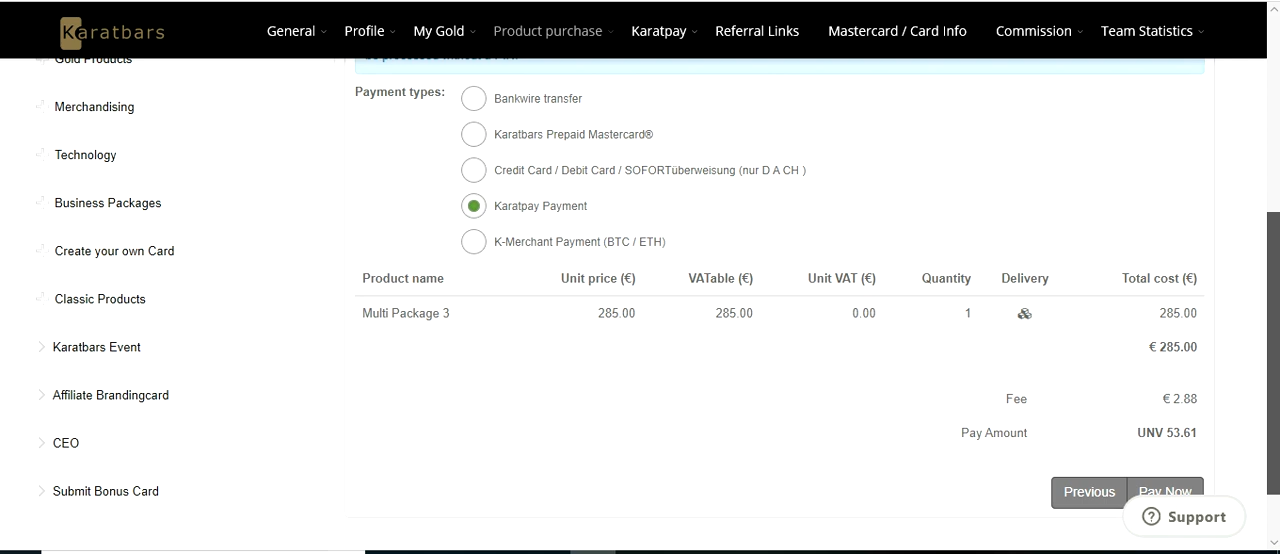 Karatbars
General Profile My Gold Product purchase Karatpay Referral Links Mastercard / Card Info Commission Team Statistics
Gold Products
Merchandising
Technology
Business Packages
Create your own Card
Classic Products
Karatbars Event
Affiliate Brandingcard
CEO
Submit Bonus Card
Payment types:
Bankwire transfer
Karatbars Prepaid Mastercard®
Credit Card / Debit Card / SOFORTüberweisung (nur D A CH )
Karatpay Payment
K-Merchant Payment (BTC / ETH)
Product name Unit price (€) VATable (€) Unit VAT (€) Quantity Delivery Total cost (€)
Multi Package 3 285.00 285.00 0.00 1 285.00
€ 285.00
Fee € 2.88
Pay Amount UNV 53.61
Previous Pay Now
Support